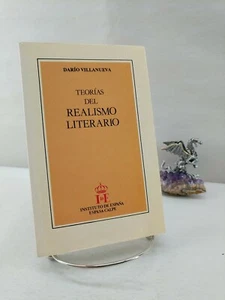 DARÍO VILLANUEVA
TEORÍAS
DEL
REALISMO
LITERARIO
INSTITUTO DE ESPAÑA
ESPASA CALPE